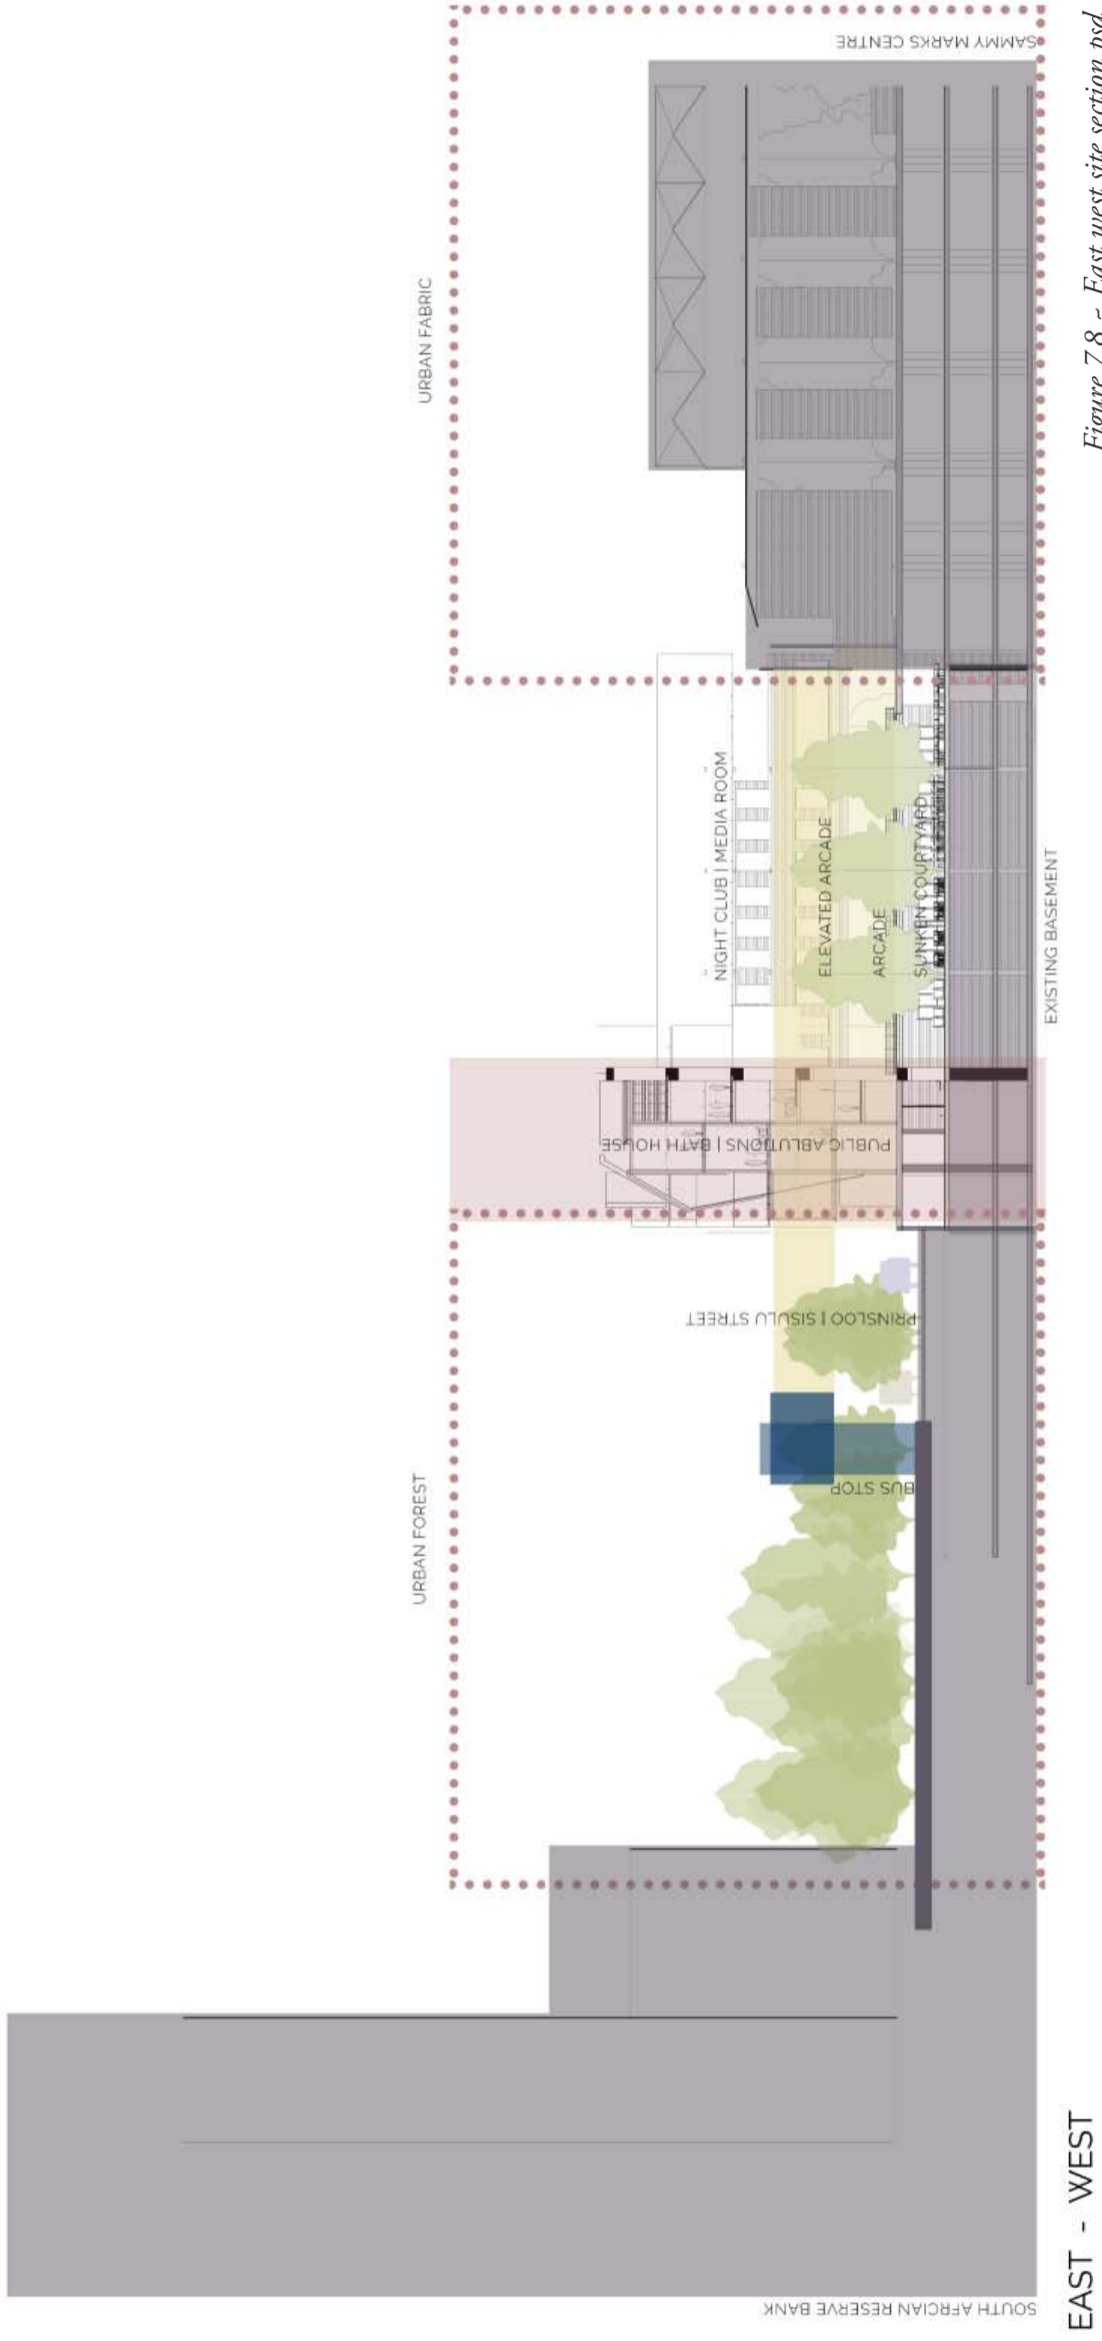 URBAN FOREST
URBAN FABRIC
SOUTH AFRCIAN RESERVE BANK
BUS STOP
PRINSLOO | SISULU STREET
PUBLIC ABLUTIONS | BATH HOUSE
NIGHT CLUB | MEDIA ROOM
ELEVATED ARCADE
ARCADE
SUNKEN COURTYARD
EXISTING BASEMENT
SAMMY MARKS CENTRE
EAST - WEST
Figure 7.8 ~ East west site section.psd